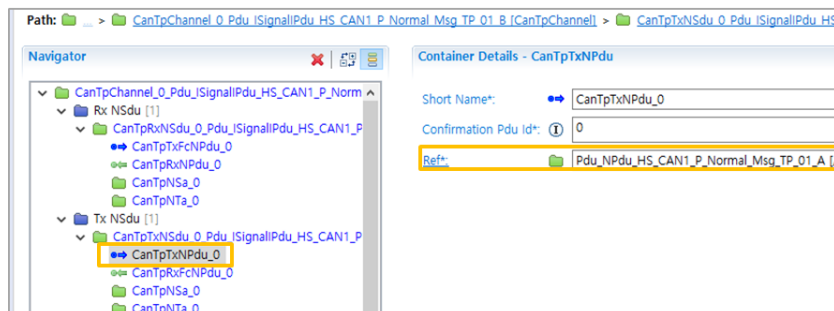 Path: ... > CanTpChannel_0_Pdu_ISignalIPdu_HS_CAN1_P_Normal_Msg_TP_01_B [CanTpChannel] > CanTpTxNSdu_0_Pdu_ISignalIPdu_HS
Navigator
Container Details - CanTpTxNPdu
CanTpChannel_0_Pdu_ISignalIPdu_HS_CAN1_P_Norm
Short Name*: CanTpTxNPdu_0
Rx NSdu [1]
CanTpRxNSdu_0_Pdu_ISignalIPdu_HS_CAN1_P
Confirmation Pdu Id*: 0
CanTpTxFcNPdu_0
CanTpRxNPdu_0
Ref*: Pdu_NPdu_HS_CAN1_P_Normal_Msg_TP_01_A [
CanTpNSa_0
CanTpNTa_0
Tx NSdu [1]
CanTpTxNSdu_0_Pdu_ISignalIPdu_HS_CAN1_P
CanTpTxNPdu_0
CanTpRxFcNPdu_0
CanTpNSa_0
CanTpNTa_0